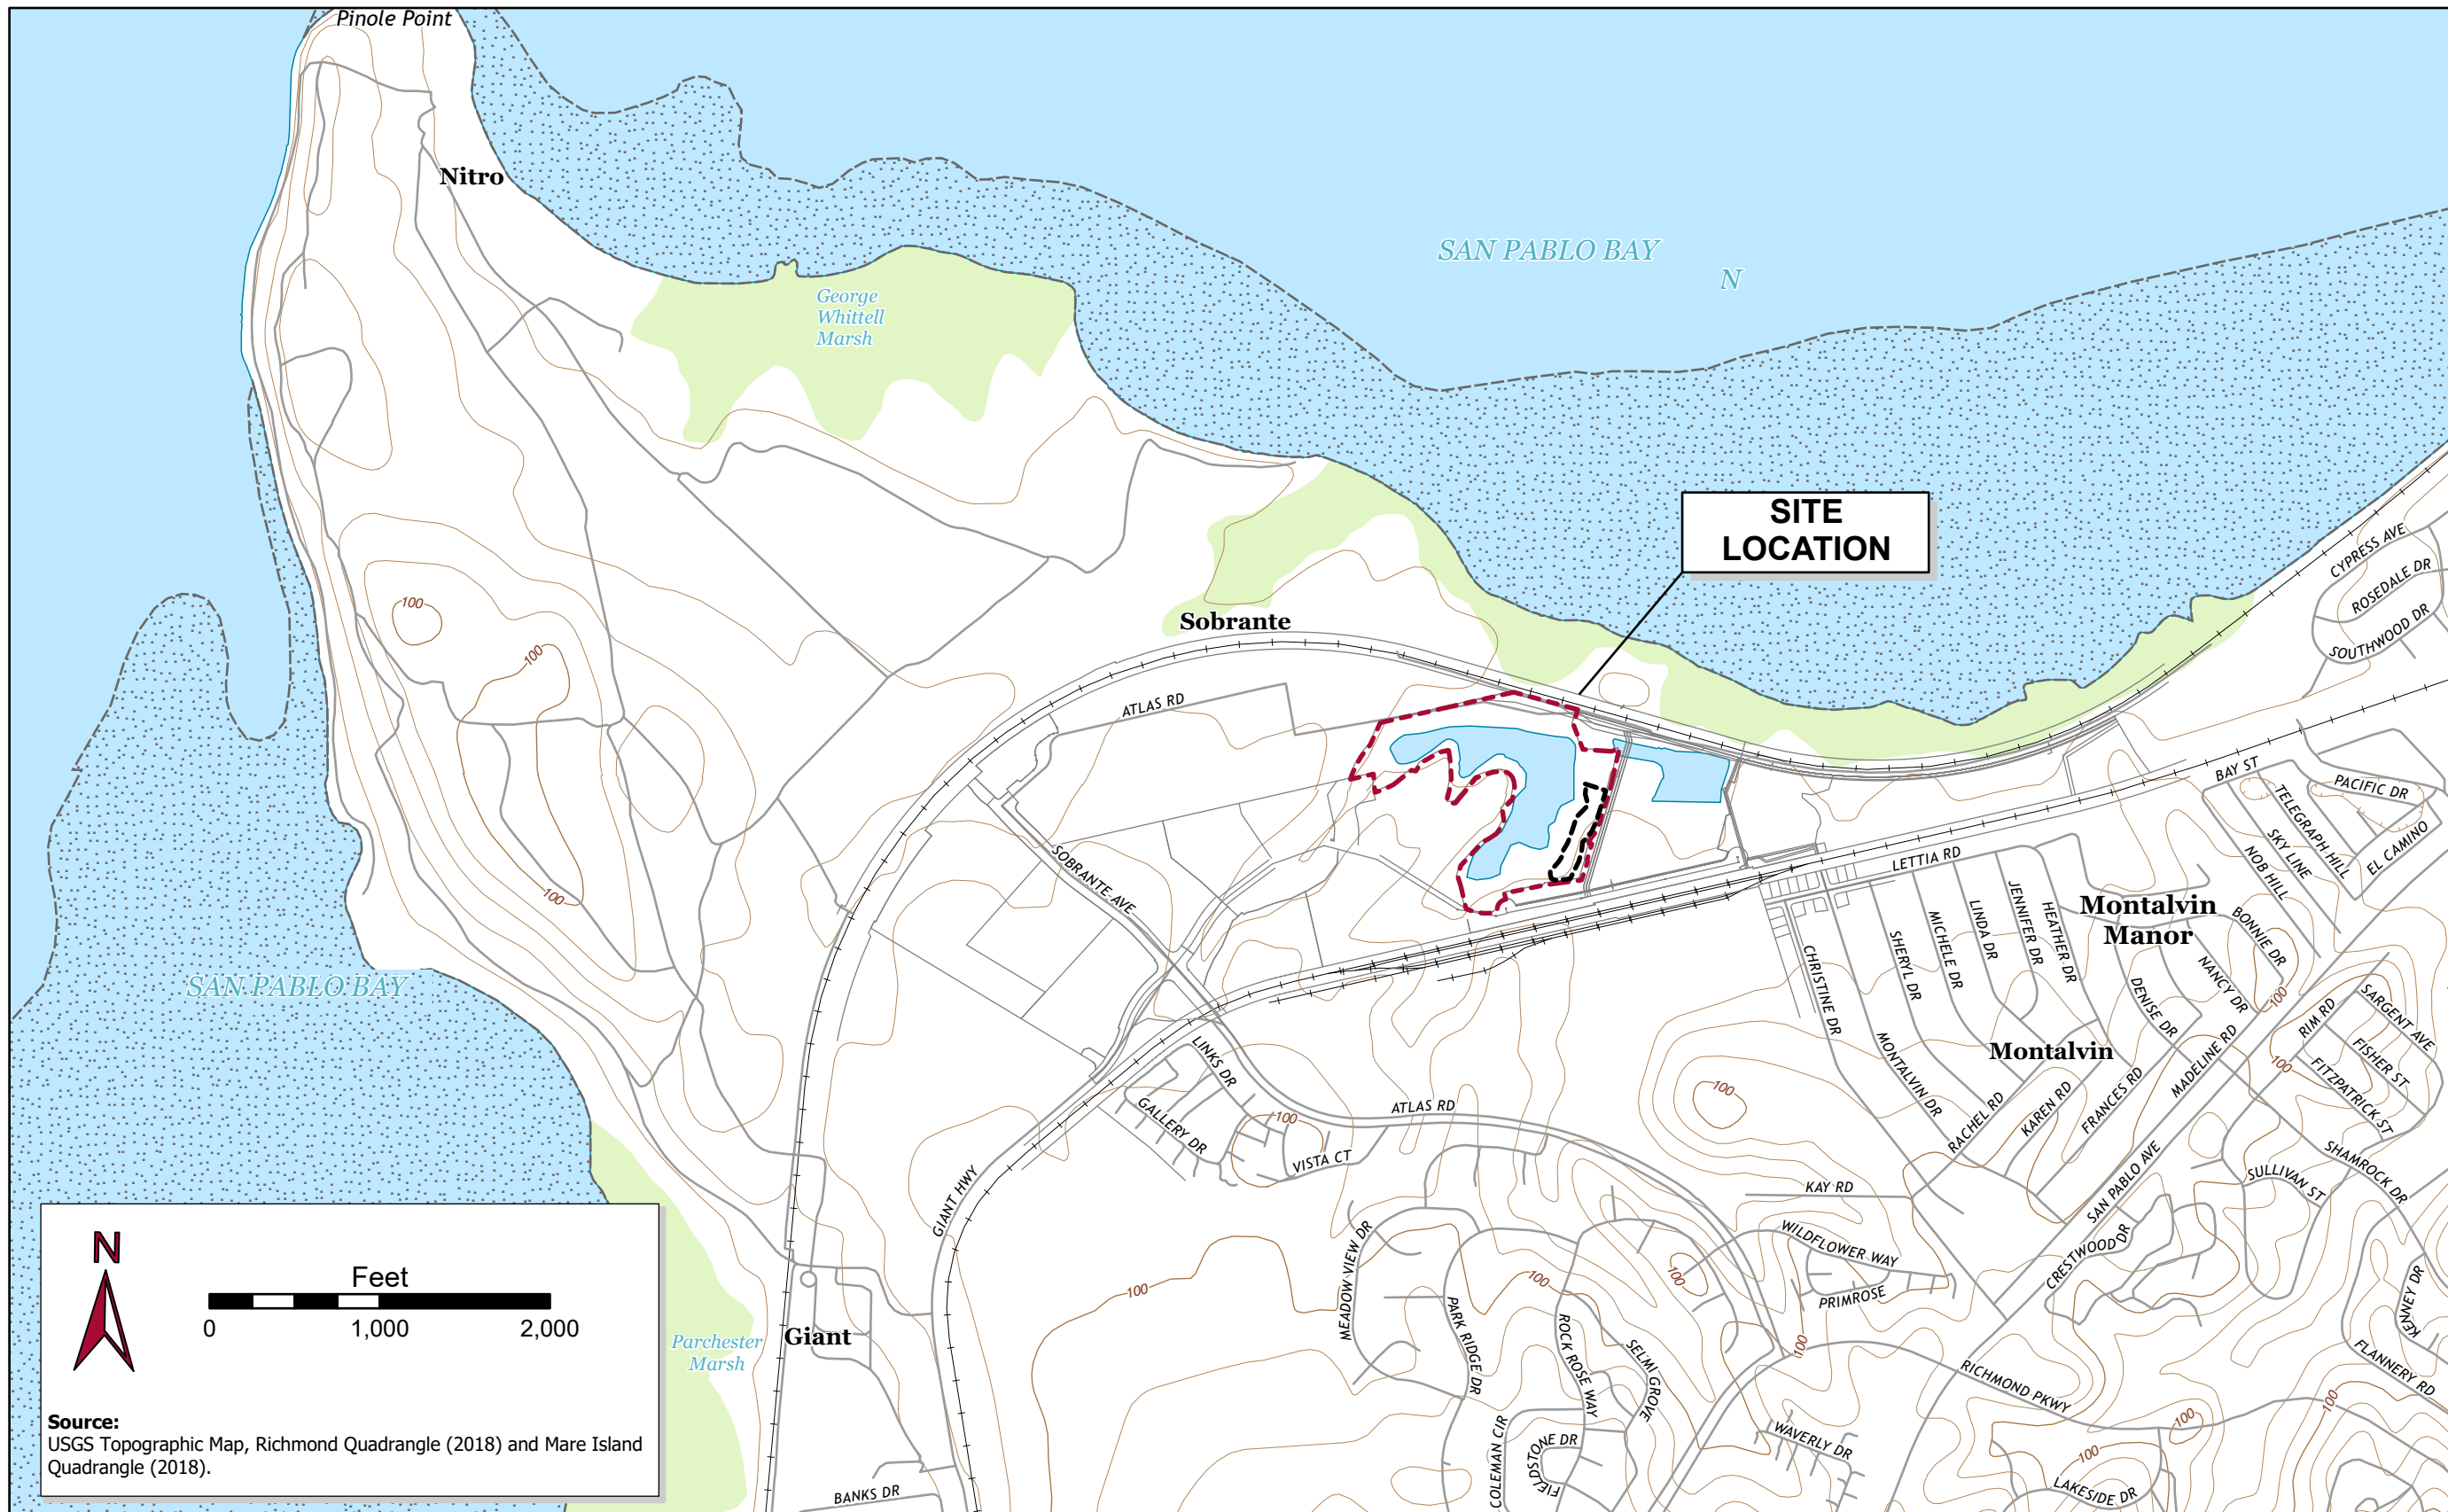 Pinole Point
Nitro
SAN PABLO BAY
N
George
Whittell
Marsh
SITE
LOCATION
CYPRESS AVE
ROSEDALE DR
SOUTHWOOD DR
100
100
Sobrante
ATLAS RD
BAY ST
PACIFIC DR
TELEGRAPH HILL
SKY LINE
NOB HILL
EL CAMINO
SOBRANTE AVE
100
LETTIA RD
Montalvin
Manor
JENNIFER DR
HEATHER DR
LINDA DR
MICHELE DR
SHERYL DR
CHRISTINE DR
BONNIE DR
NANCY DR
DENISE DR
100
SAN PABLO BAY
SARGENT AVE
RIM RD
FISHER ST
FITZPATRICK ST
100
MADELINE RD
Montalvin
MONTALVIN DR
LINKS DR
GALLERY DR
100
VISTA CT
ATLAS RD
100
RACHEL RD
KAREN RD
FRANCES RD
SHAMROCK DR
SULLIVAN ST
SAN PABLO AVE
KAY RD
GIANT HWY
WILDFLOWER WAY
CRESTWOOD DR
MEADOW VIEW DR
100
100
100
PRIMROSE
KENNEY DR
PARK RIDGE DR
ROCK ROSE WAY
SELMI GROVE
100
FLANNERY RD
RICHMOND PKWY
N
Feet
0
1,000
2,000
Parchester
Marsh
Giant
Source:
USGS Topographic Map, Richmond Quadrangle (2018) and Mare Island
Quadrangle (2018).
BANKS DR
COLEMAN CIR
FIELDSTONE DR
WAVERLY DR
100
100
100
LAKESIDE DR